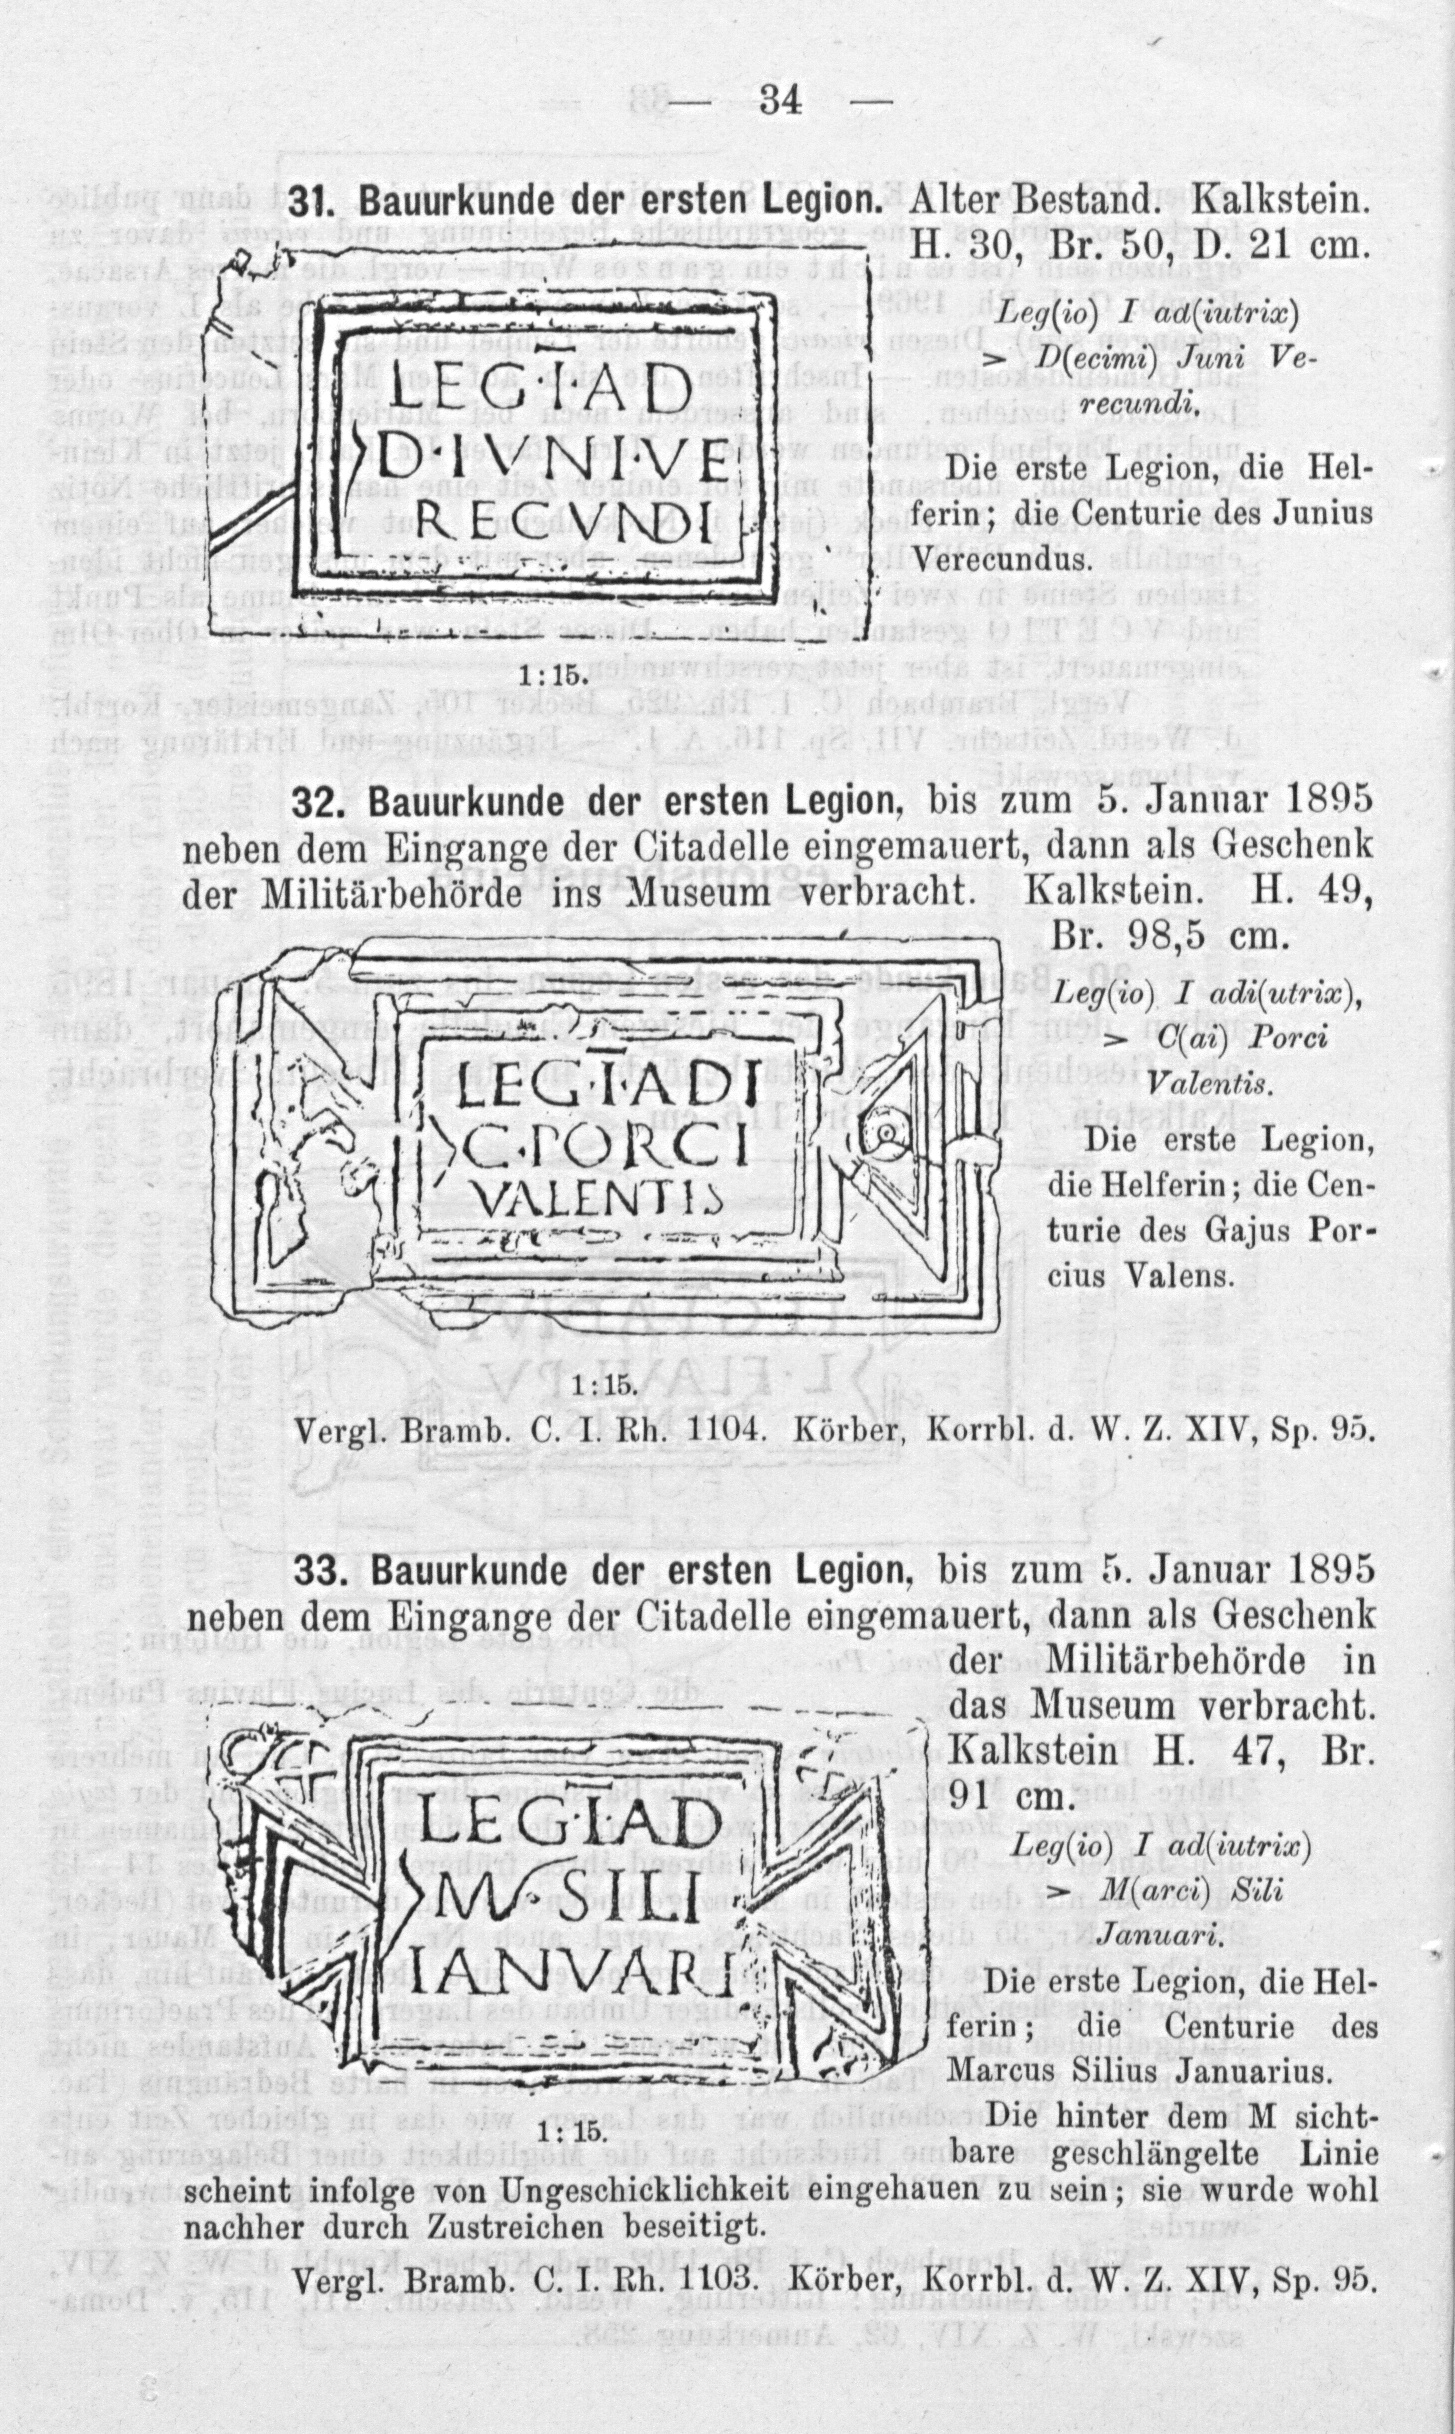 — 34 —
31. Bauurkunde der ersten Legion. Alter Bestand. Kalkstein.
H. 30, Br. 50, D. 21 cm.
LEG·I·AD
D·IVNI·VE
RECVNDI
1:15.
Leg(io) I ad(iutrix)
> D(ecimi) Juni Ve-
recundi.
Die erste Legion, die Hel-
ferin; die Centurie des Junius
Verecundus.
32. Bauurkunde der ersten Legion, bis zum 5. Januar 1895
neben dem Eingange der Citadelle eingemauert, dann als Geschenk
der Militärbehörde ins Museum verbracht. Kalkstein. H. 49,
Br. 98,5 cm.
LEG·I·ADI
>C·PORCI
VALENTIS
1:15.
Leg(io) I adi(utrix),
> C(ai) Porci
Valentis.
Die erste Legion,
die Helferin; die Cen-
turie des Gajus Por-
cius Valens.
Vergl. Bramb. C. I. Rh. 1104. Körber, Korrbl. d. W. Z. XIV, Sp. 95.
33. Bauurkunde der ersten Legion, bis zum 5. Januar 1895
neben dem Eingange der Citadelle eingemauert, dann als Geschenk
der Militärbehörde in
das Museum verbracht.
Kalkstein H. 47, Br.
91 cm.
LEG·I·AD
>M·SILI
IANVARI
1:15.
Leg(io) I ad(iutrix)
> M(arci) Sili
Januari.
Die erste Legion, die Hel-
ferin; die Centurie des
Marcus Silius Januarius.
Die hinter dem M sicht-
bare geschlängelte Linie
scheint infolge von Ungeschicklichkeit eingehauen zu sein; sie wurde wohl
nachher durch Zustreichen beseitigt.
Vergl. Bramb. C. I. Rh. 1103. Körber, Korrbl. d. W. Z. XIV, Sp. 95.